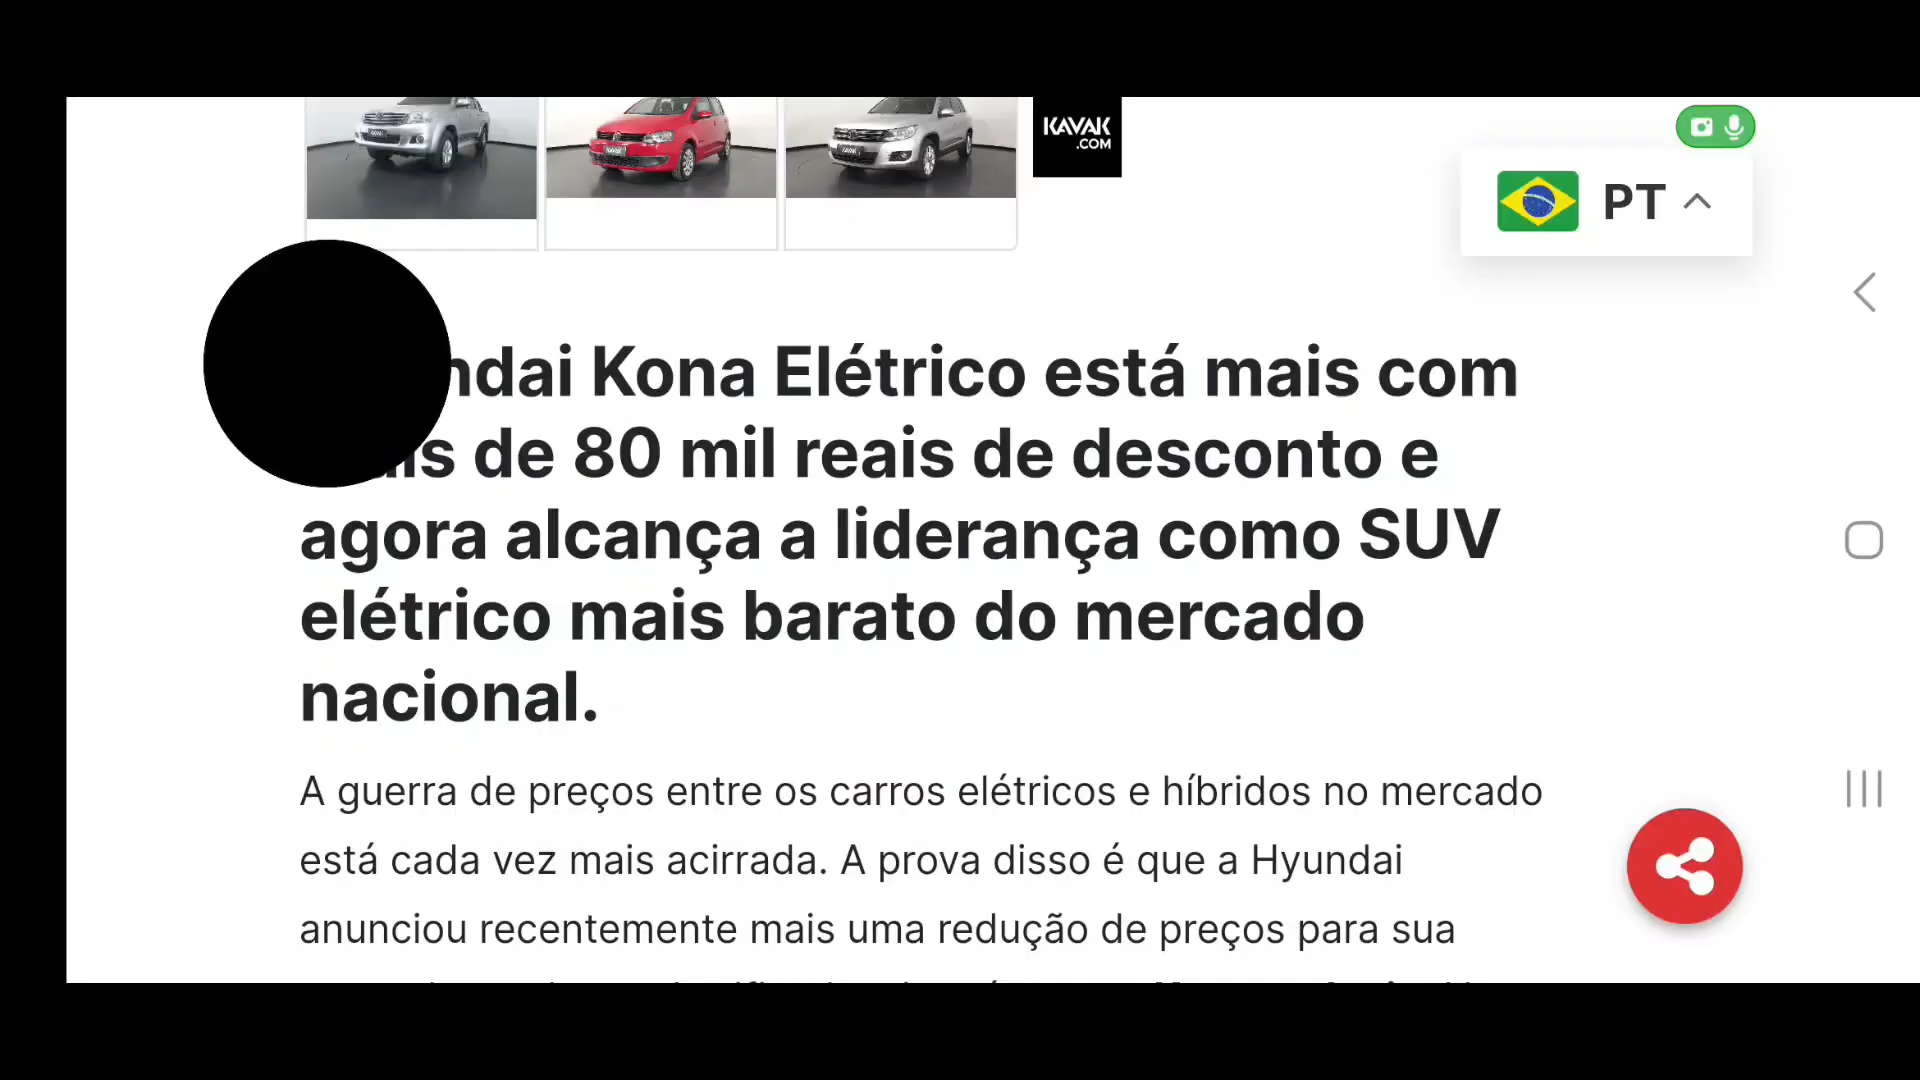 KAVAK
.COM
PT
Kona Elétrico está mais com
de 80 mil reais de desconto e
agora alcança a liderança como SUV
elétrico mais barato do mercado
nacional.
A guerra de preços entre os carros elétricos e híbridos no mercado
está cada vez mais acirrada. A prova disso é que a Hyundai
anunciou recentemente mais uma redução de preços para sua